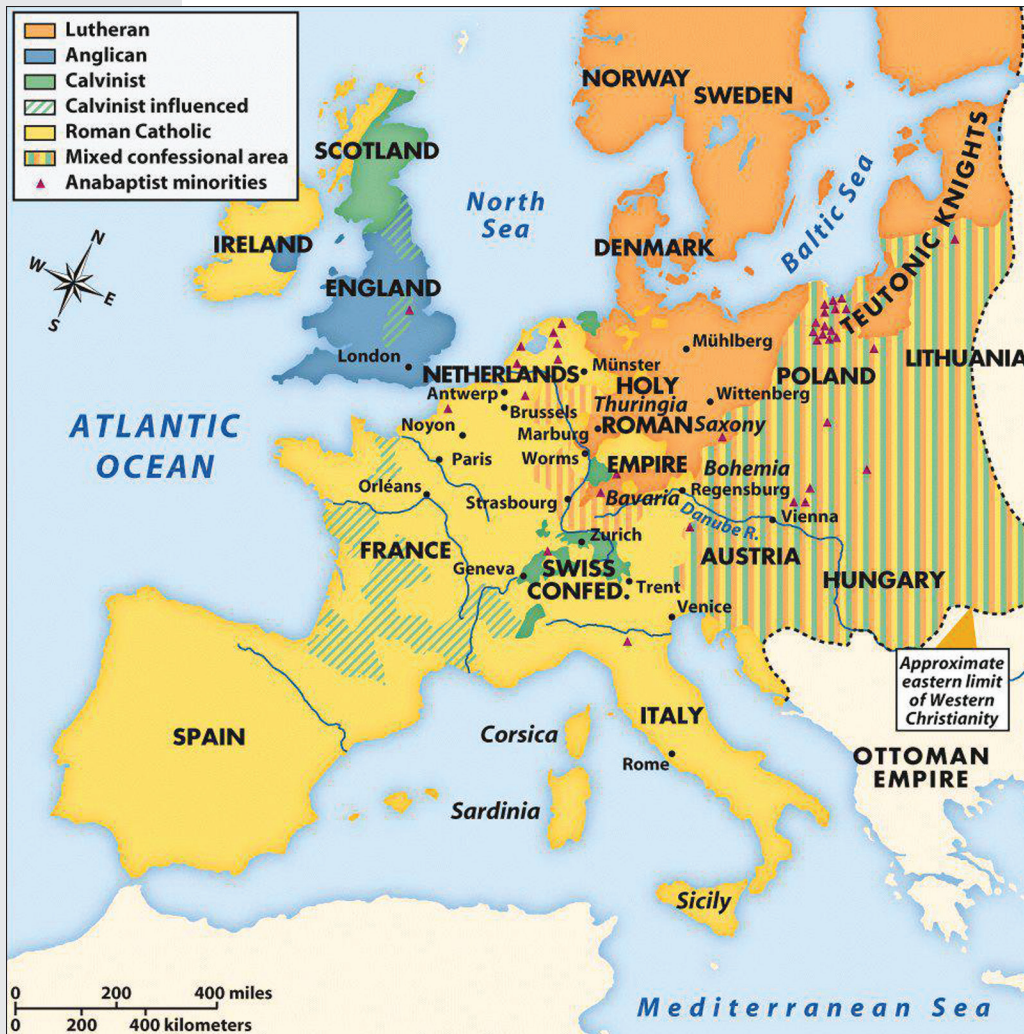 Lutheran
Anglican
Calvinist
Calvinist influenced
Roman Catholic
Mixed confessional area
Anabaptist minorities
NORWAY
SWEDEN
SCOTLAND
North
Sea
Baltic Sea
TEUTONIC KNIGHTS
IRELAND
DENMARK
N
W
E
S
ENGLAND
London
Mühlberg
LITHUANIA
NETHERLANDS
Münster
HOLY
POLAND
Antwerp
Thuringia
Wittenberg
Brussels
ATLANTIC
OCEAN
Noyon
Marburg
ROMAN
Saxony
Paris
Worms
EMPIRE
Bohemia
Orléans
Strasbourg
Bavaria
Regensburg
Danube R.
Vienna
FRANCE
Zurich
AUSTRIA
Geneva
SWISS
CONFED.
Trent
HUNGARY
Venice
Approximate
eastern limit
of Western
Christianity
SPAIN
Corsica
ITALY
Rome
OTTOMAN
EMPIRE
Sardinia
Sicily
0 200 400 miles
0 200 400 kilometers
Mediterranean Sea